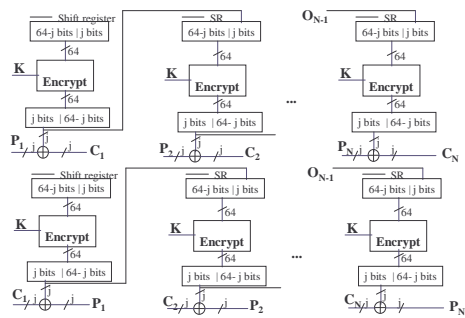 Shift register SR O_N-1 SR
64-j bits | j bits 64-j bits | j bits 64-j bits | j bits
64 64 64
K Encrypt K Encrypt K Encrypt
64 64 64
...
j bits | 64- j bits j bits | 64- j bits j bits | 64- j bits
P_1 j j j C_1 P_2 j j j C_2 P_N j j j C_N
Shift register SR O_N-1 SR
64-j bits | j bits 64-j bits | j bits 64-j bits | j bits
64 64 64
K Encrypt K Encrypt K Encrypt
64 64 64
...
j bits | 64- j bits j bits | 64- j bits j bits | 64- j bits
C_1 j j j P_1 C_2 j j j P_2 C_N j j j P_N